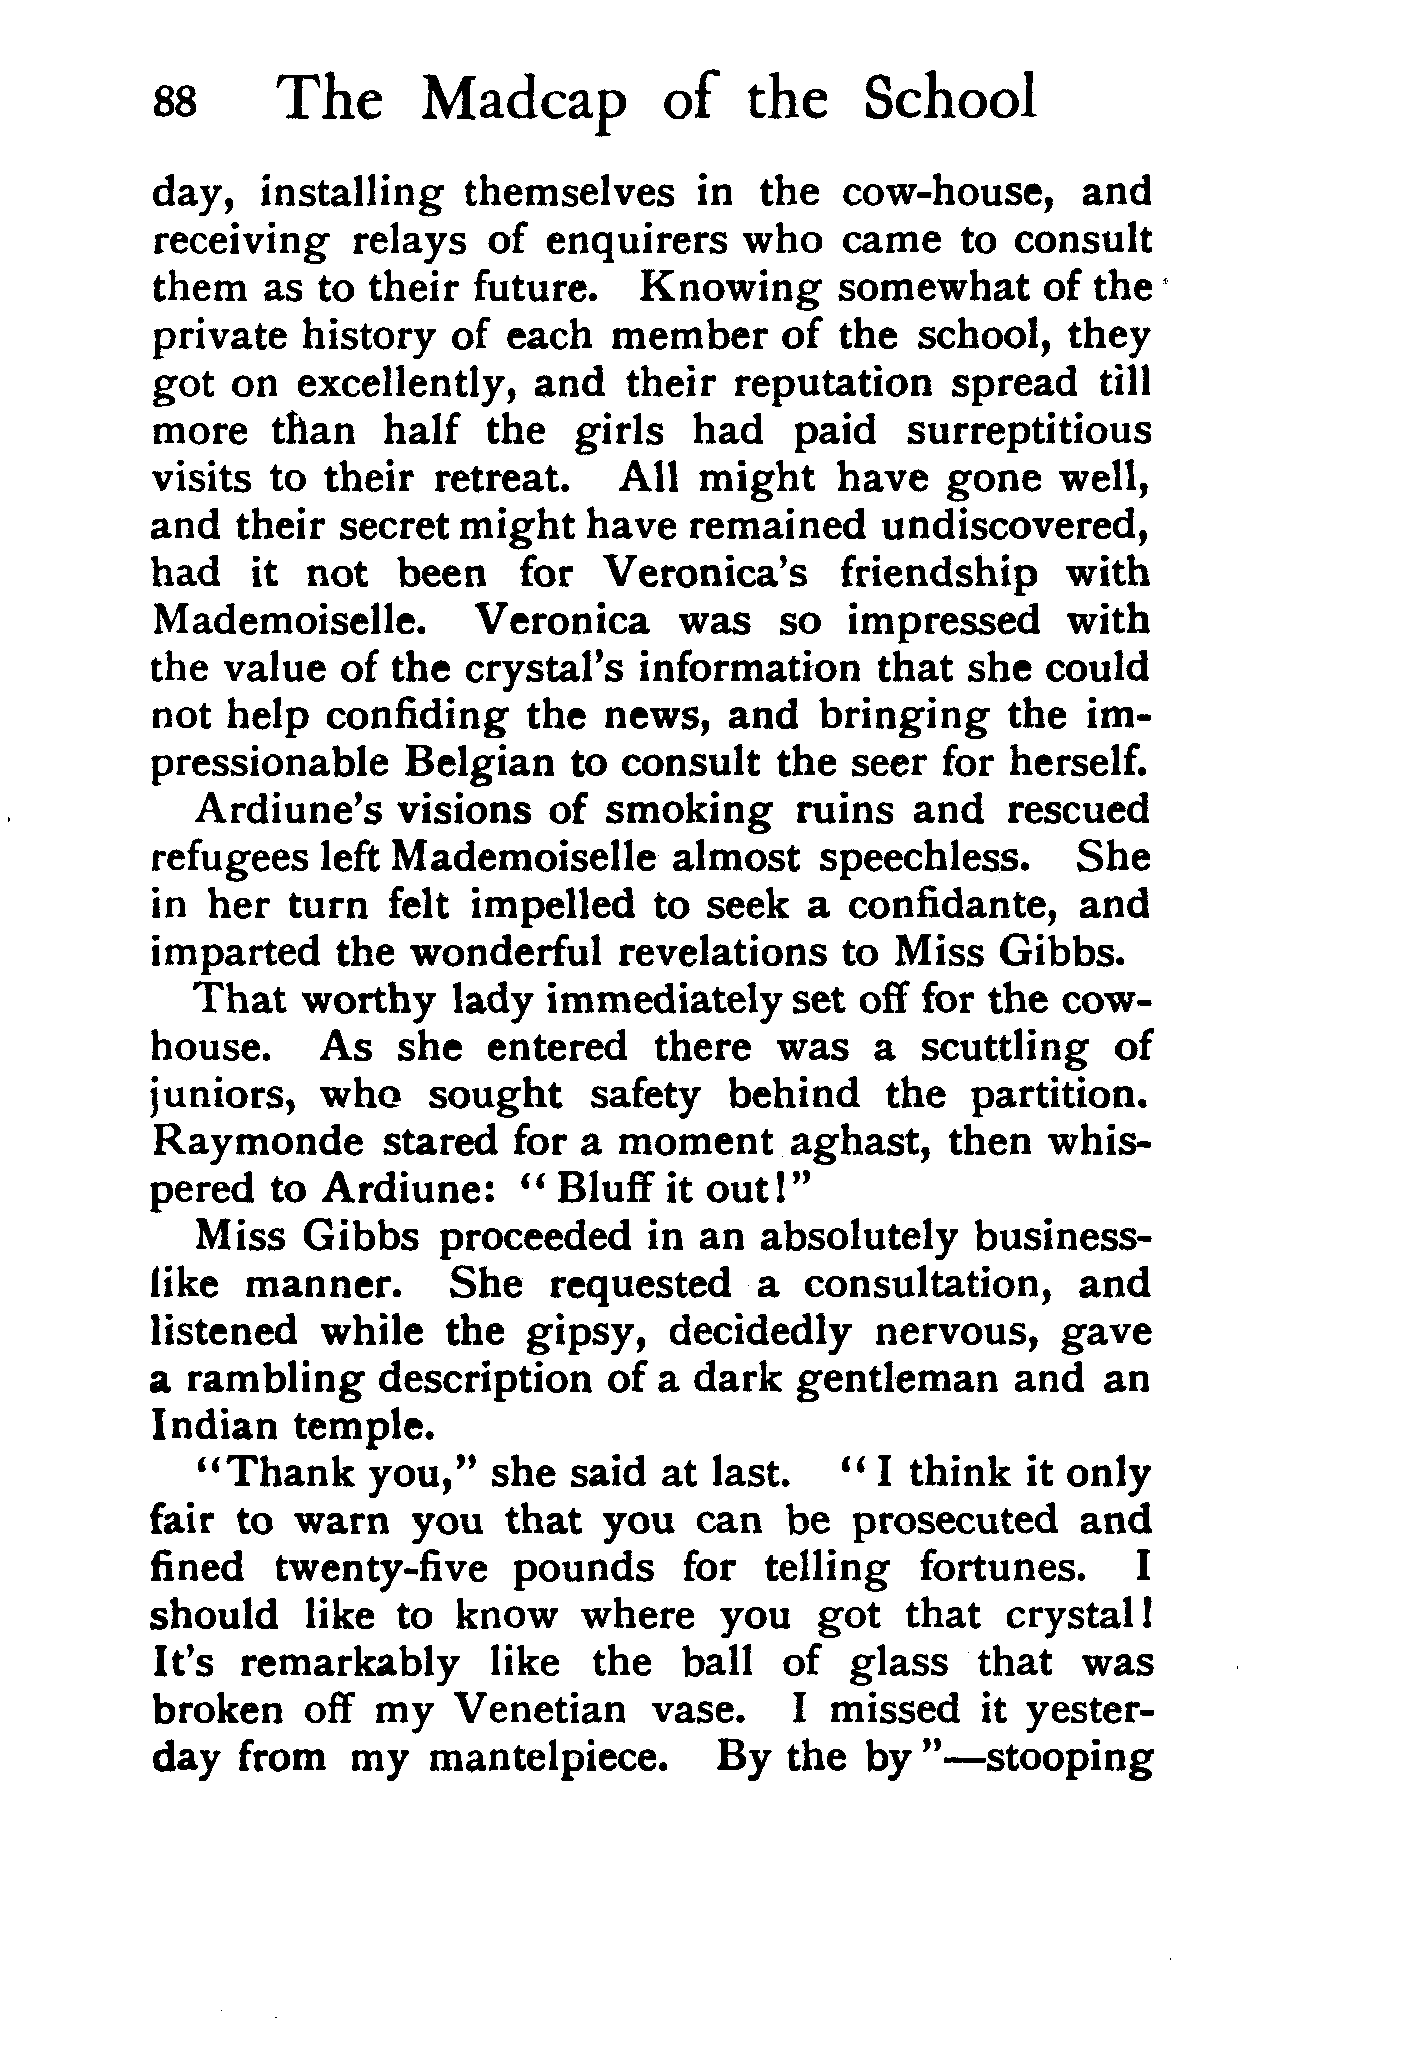 88 The Madcap of the School
day, installing themselves in the cow-house, and
receiving relays of enquirers who came to consult
them as to their future. Knowing somewhat of the
private history of each member of the school, they
got on excellently, and their reputation spread till
more than half the girls had paid surreptitious
visits to their retreat. All might have gone well,
and their secret might have remained undiscovered,
had it not been for Veronica's friendship with
Mademoiselle. Veronica was so impressed with
the value of the crystal's information that she could
not help confiding the news, and bringing the im-
pressionable Belgian to consult the seer for herself.
Ardiune's visions of smoking ruins and rescued
refugees left Mademoiselle almost speechless. She
in her turn felt impelled to seek a confidante, and
imparted the wonderful revelations to Miss Gibbs.
That worthy lady immediately set off for the cow-
house. As she entered there was a scuttling of
juniors, who sought safety behind the partition.
Raymonde stared for a moment aghast, then whis-
pered to Ardiune: "Bluff it out!"
Miss Gibbs proceeded in an absolutely business-
like manner. She requested a consultation, and
listened while the gipsy, decidedly nervous, gave
a rambling description of a dark gentleman and an
Indian temple.
"Thank you," she said at last. "I think it only
fair to warn you that you can be prosecuted and
fined twenty-five pounds for telling fortunes. I
should like to know where you got that crystal!
It's remarkably like the ball of glass that was
broken off my Venetian vase. I missed it yester-
day from my mantelpiece. By the by"—stooping